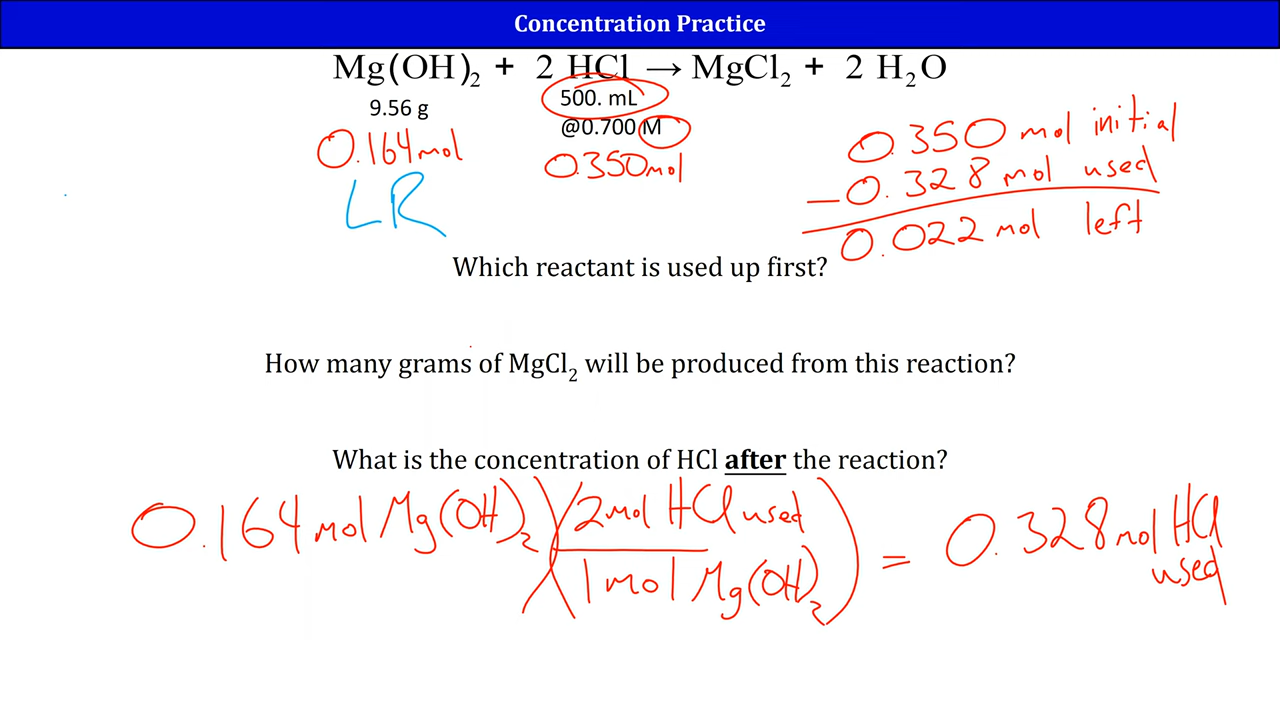 Concentration Practice
Mg(OH)₂ + 2 HCl → MgCl₂ + 2 H₂O
9.56 g
500. mL
@0.700 M
0.164 mol
0.350 mol
LR
0.350 mol initial
− 0.328 mol used
0.022 mol left
Which reactant is used up first?
How many grams of MgCl₂ will be produced from this reaction?
What is the concentration of HCl after the reaction?
0.164 mol Mg(OH)₂ (2 mol HCl used / 1 mol Mg(OH)₂) = 0.328 mol HCl used